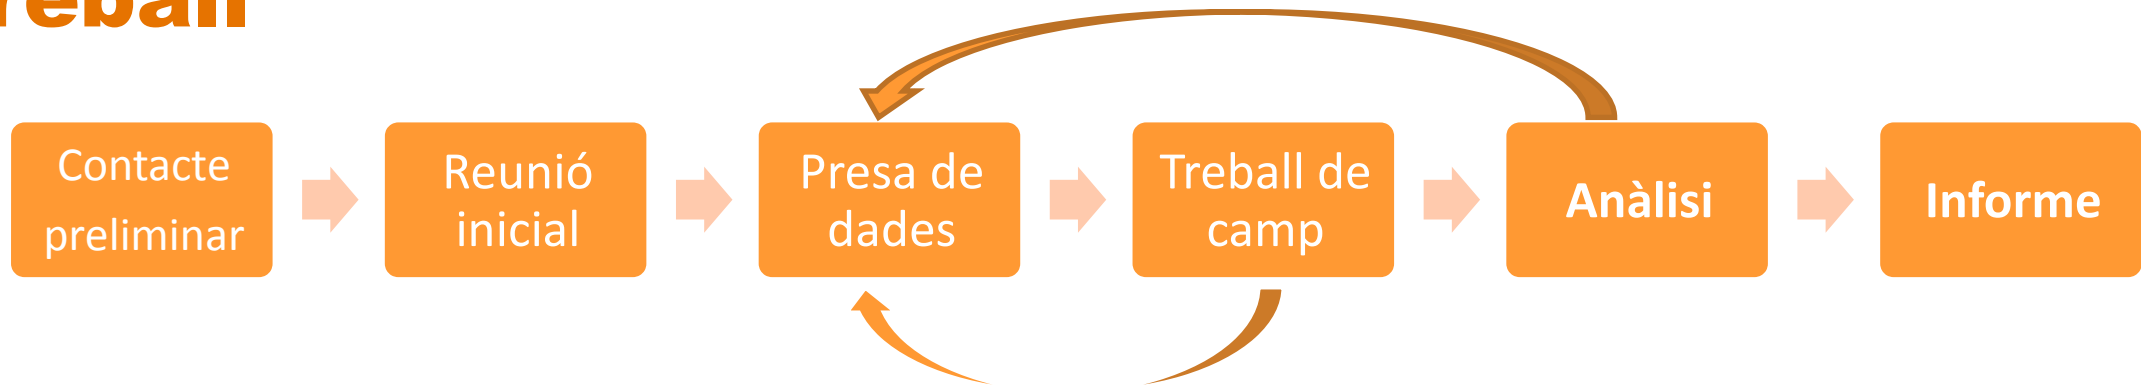 Contacte
preliminar
Reunió
inicial
Presa de
dades
Treball de
camp
Anàlisi
Informe